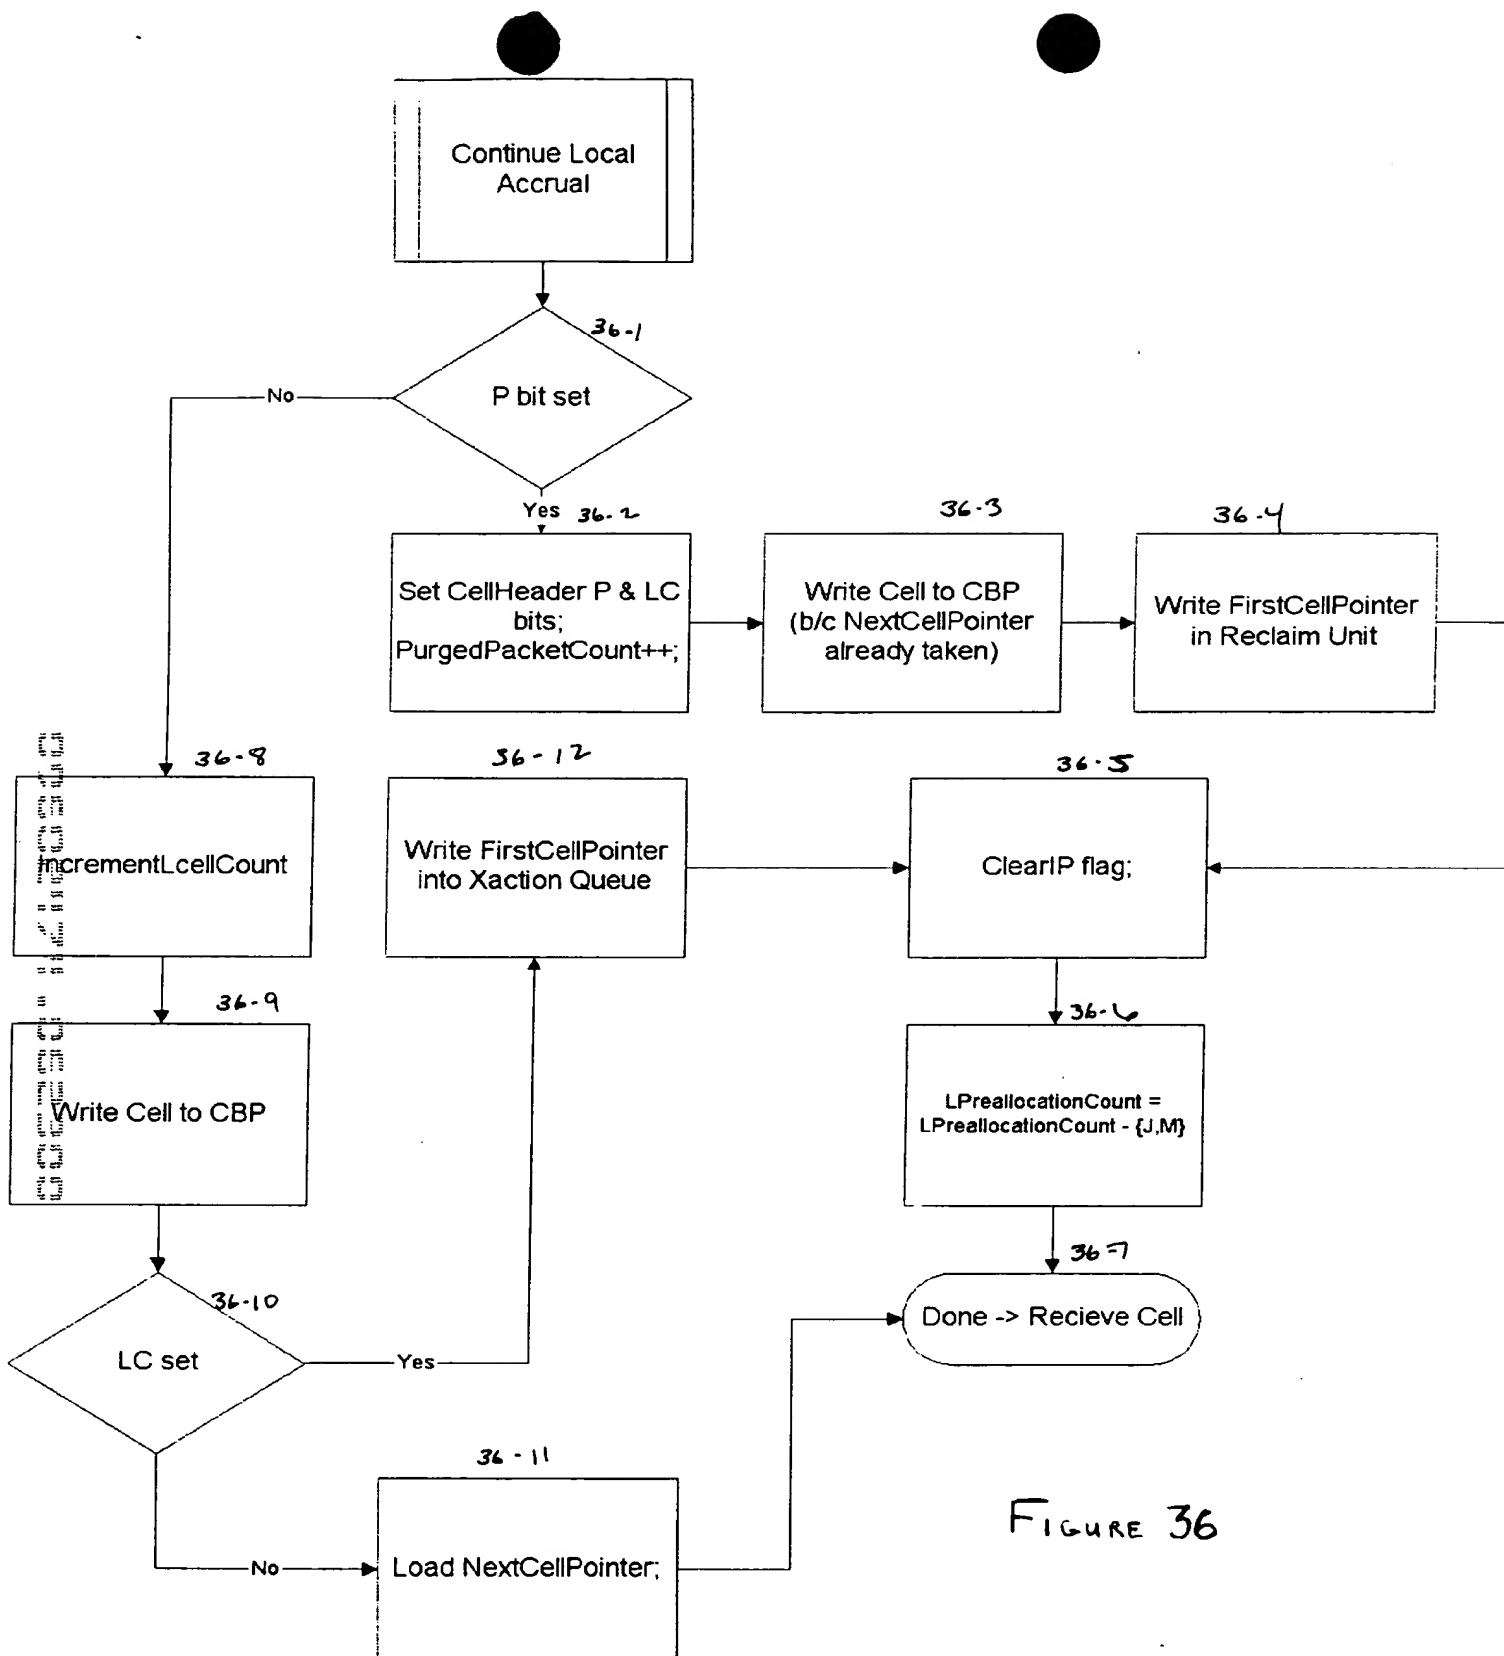 Continue Local
Accrual
36-1
P bit set
No
Yes
36-2
36-3
36-4
Set CellHeader P & LC
bits;
PurgedPacketCount++;
Write Cell to CBP
(b/c NextCellPointer
already taken)
Write FirstCellPointer
in Reclaim Unit
36-8
36-12
36-5
IncrementLcellCount
Write FirstCellPointer
into Xaction Queue
ClearIP flag;
36-9
36-6
Write Cell to CBP
LPreallocationCount =
LPreallocationCount - {J,M}
36-7
36-10
Done -> Recieve Cell
LC set
Yes
36-11
No
Load NextCellPointer;
FIGURE 36